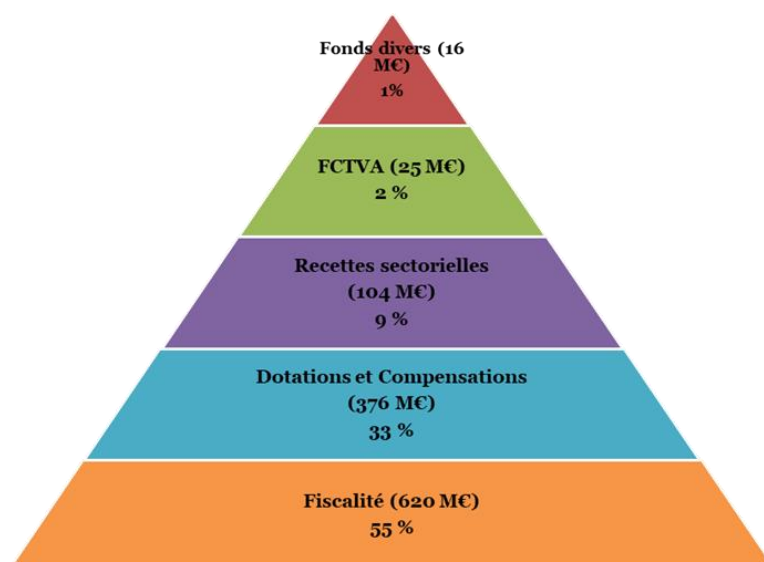 Fonds divers (16
M€)
1%
FCTVA (25 M€)
2 %
Recettes sectorielles
(104 M€)
9 %
Dotations et Compensations
(376 M€)
33 %
Fiscalité (620 M€)
55 %